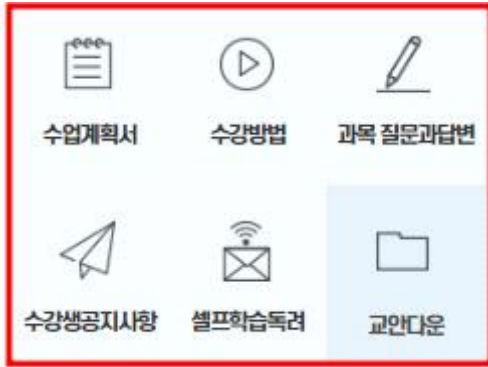 수업계획서
수강방법
과목 질문과답변
수강생공지사항
셀프학습독려
교안다운